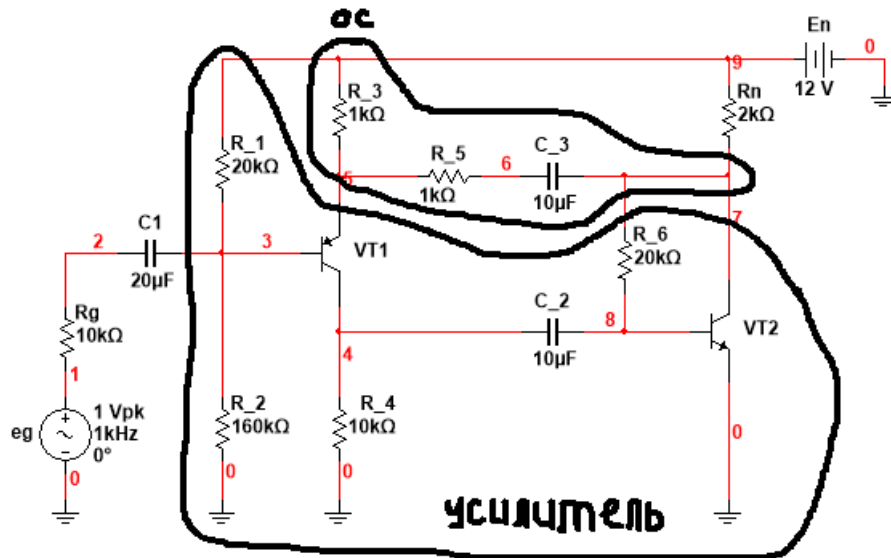 ос
En
0
9
12 V
R_3
1kΩ
Rn
2kΩ
R_1
20kΩ
R_5
6
C_3
5
1kΩ
10µF
7
C1
2
3
VT1
R_6
20kΩ
20µF
Rg
10kΩ
C_2
8
VT2
4
10µF
1
1 Vpk
1kHz
0°
eg
R_2
160kΩ
R_4
10kΩ
0
0
0
0
усилитель